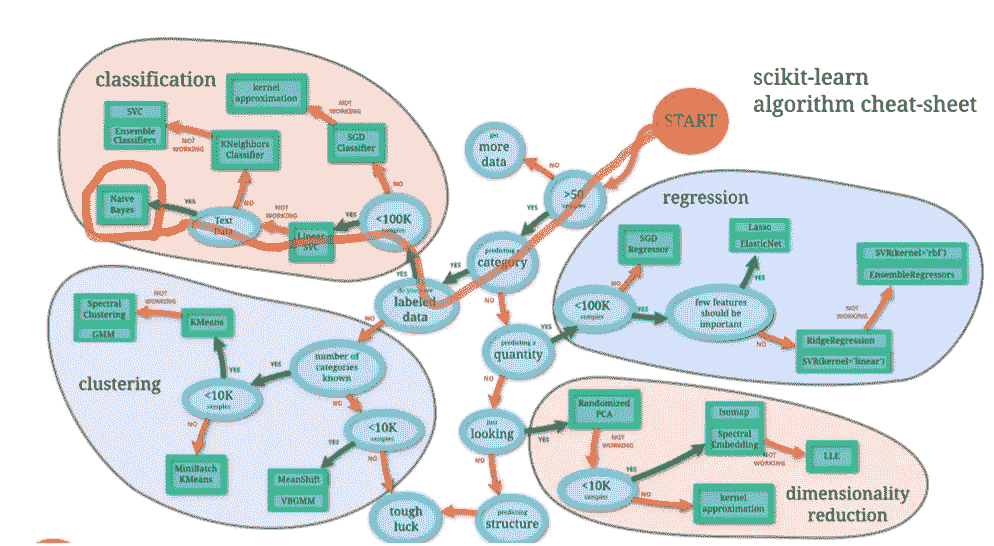 classification
scikit-learn
algorithm cheat-sheet
kernel
approximation
NOT
WORKING
SVC
Ensemble
Classifiers
NOT
WORKING
KNeighbors
Classifier
SGD
Classifier
NO
Naive
Bayes
YES
Text
Data
NO
NOT
WORKING
Linear
SVC
YES
<100K
samples
YES
START
get
more
data
NO
>50
samples
YES
predicting
category
YES
NO
labeled
data
NO
regression
SGD
Regressor
NO
Lasso
ElasticNet
YES
SVR(kernel='rbf')
EnsembleRegressors
NOT
WORKING
<100K
samples
YES
few features
should be
important
NO
RidgeRegression
SVR(kernel='linear')
predicting a
quantity
YES
NO
clustering
Spectral
Clustering
GMM
NOT
WORKING
KMeans
YES
<10K
samples
NO
MiniBatch
KMeans
number of
categories
known
YES
NO
<10K
samples
YES
NO
MeanShift
VBGMM
tough
luck
just
looking
YES
NO
predicting
structure
Randomized
PCA
NOT
WORKING
<10K
samples
YES
NO
Isomap
Spectral
Embedding
NOT
WORKING
LLE
kernel
approximation
dimensionality
reduction